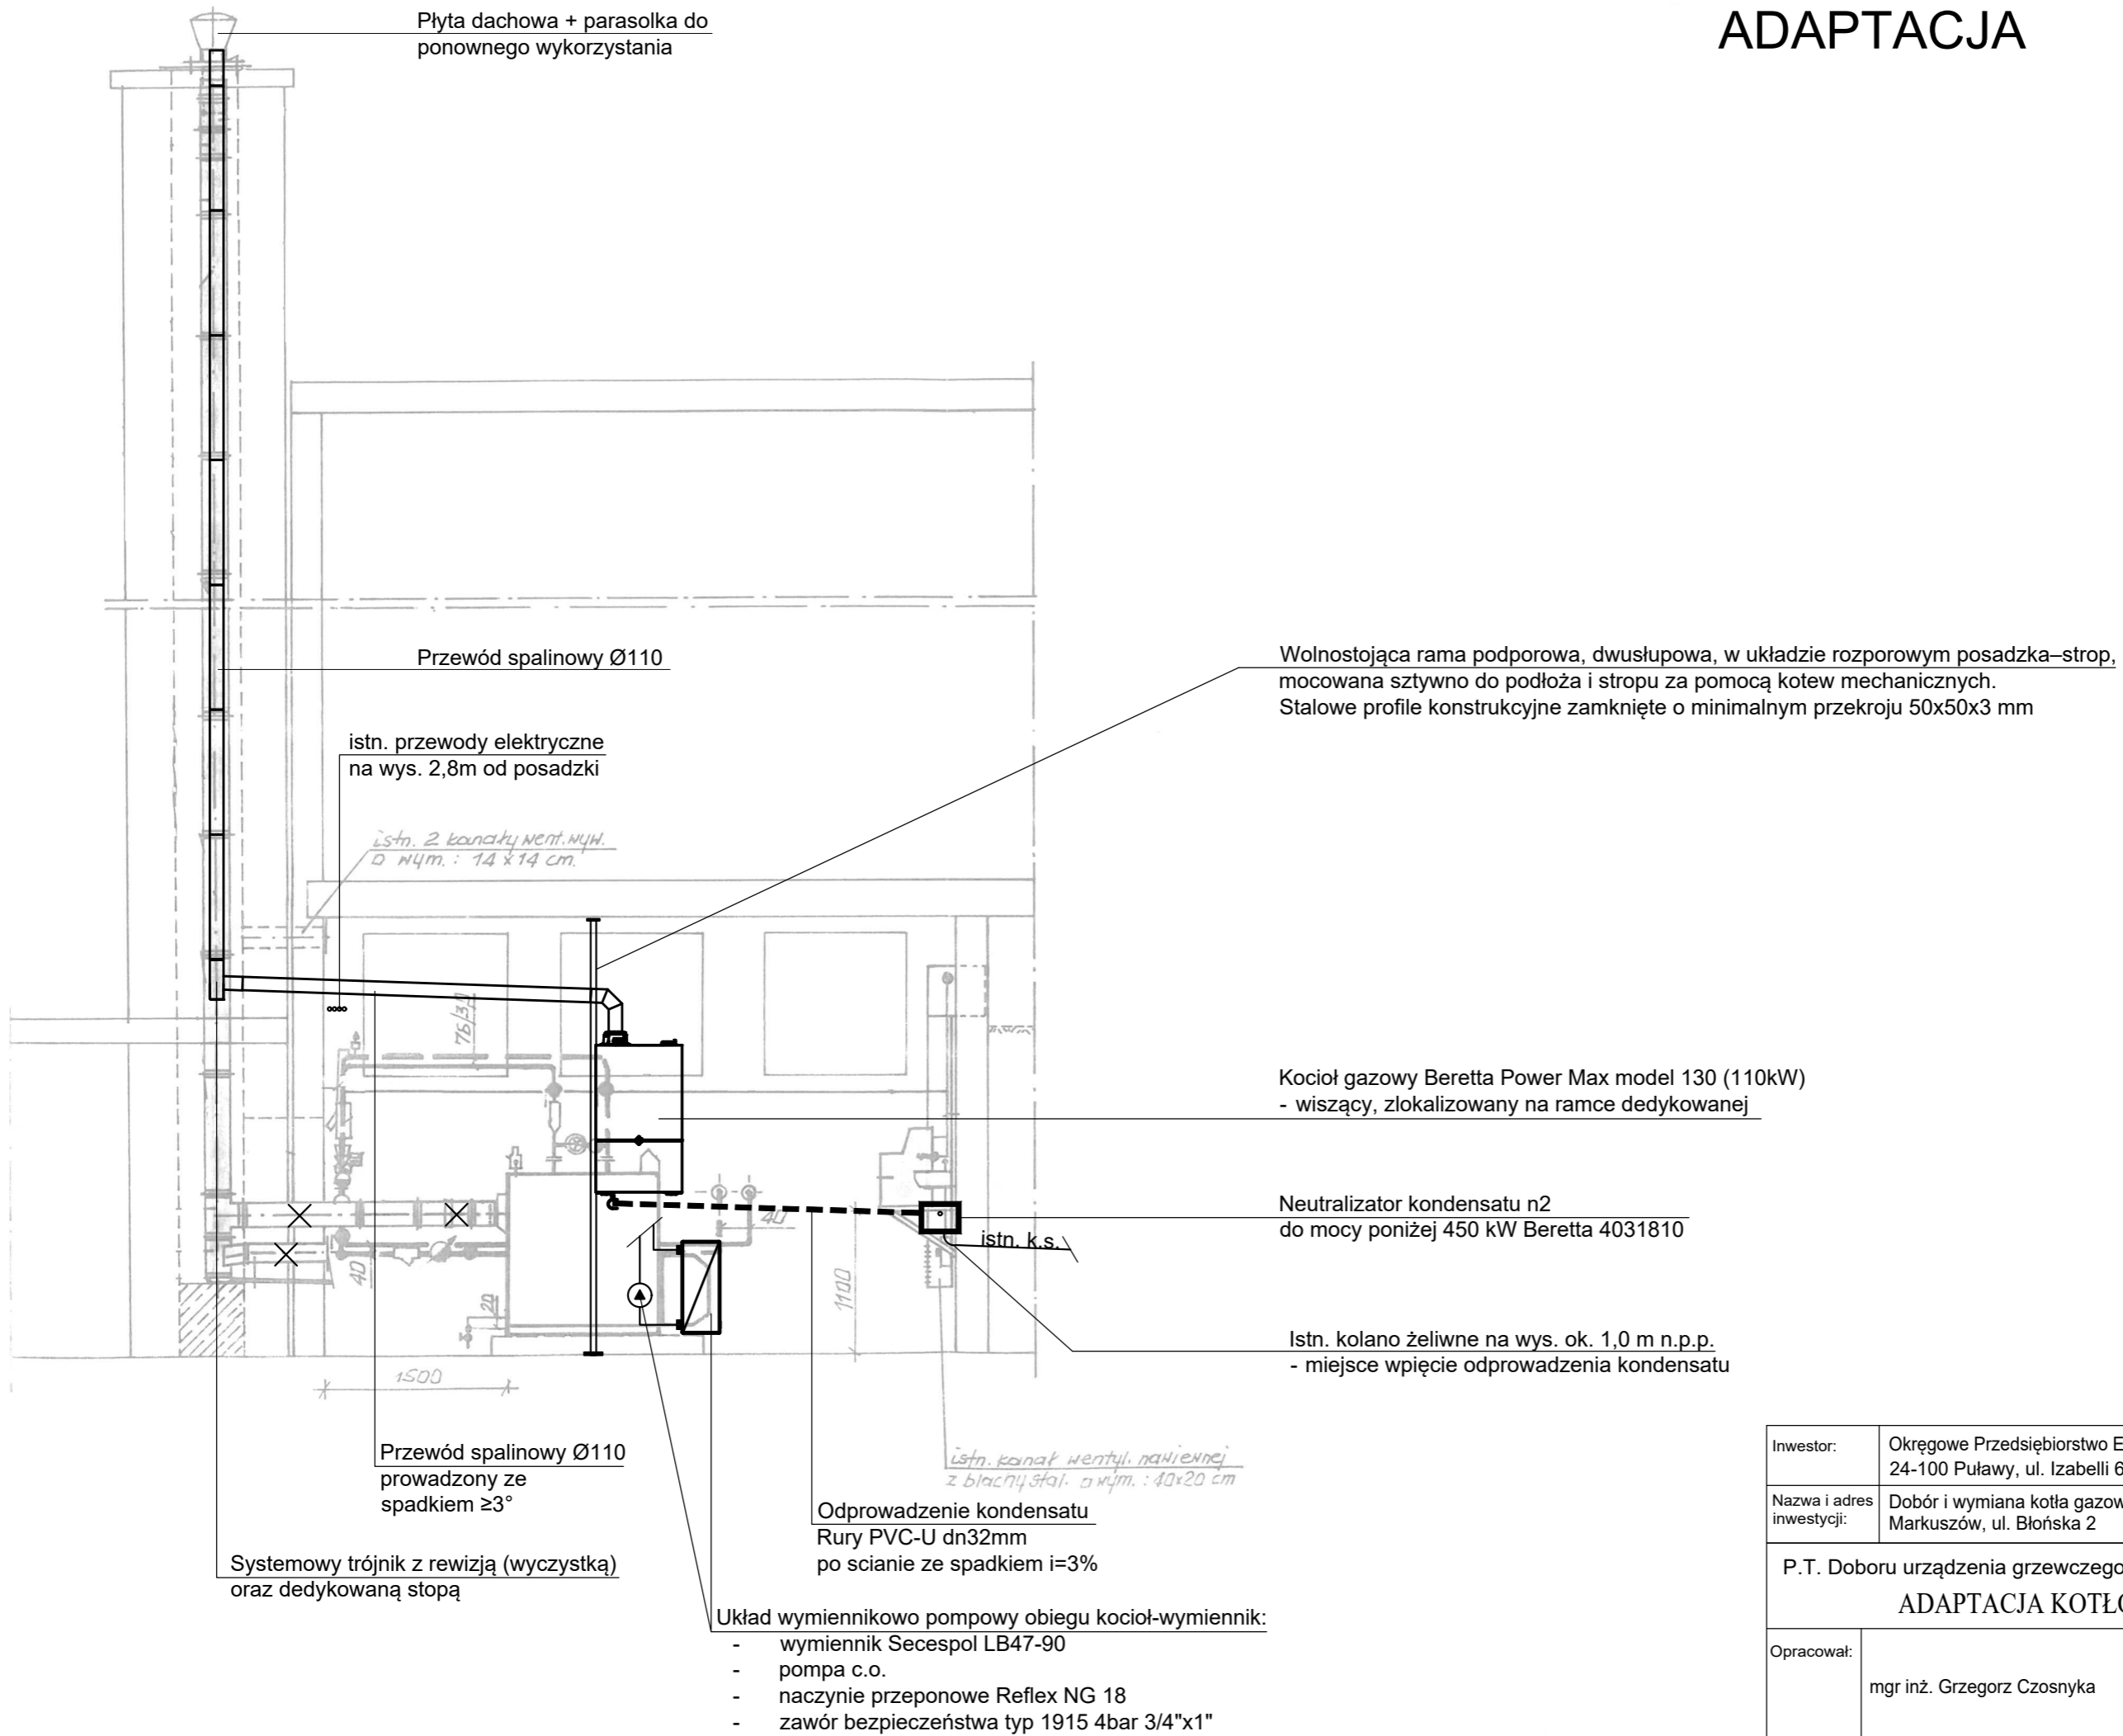 ADAPTACJA
Płyta dachowa + parasolka do
ponownego wykorzystania
Przewód spalinowy Ø110
Wolnostojąca rama podporowa, dwusłupowa, w układzie rozporowym posadzka–strop,
mocowana sztywno do podłoża i stropu za pomocą kotew mechanicznych.
Stalowe profile konstrukcyjne zamknięte o minimalnym przekroju 50x50x3 mm
istn. przewody elektryczne
na wys. 2,8m od posadzki
istn. 2 kanały went. wyw.
o wym. : 14 x 14 cm.
76/3,0
Kocioł gazowy Beretta Power Max model 130 (110kW)
- wiszący, zlokalizowany na ramce dedykowanej
Neutralizator kondensatu n2
do mocy poniżej 450 kW Beretta 4031810
40
istn. k.s.
40
20
1100
Istn. kolano żeliwne na wys. ok. 1,0 m n.p.p.
- miejsce wpięcie odprowadzenia kondensatu
1500
Przewód spalinowy Ø110
prowadzony ze
spadkiem ≥3°
istn. kanał wentyl. nawiewnej
z blachy stal. o wym. : 40x20 cm
Odprowadzenie kondensatu
Rury PVC-U dn32mm
po scianie ze spadkiem i=3%
Systemowy trójnik z rewizją (wyczystką)
oraz dedykowaną stopą
Układ wymiennikowo pompowy obiegu kocioł-wymiennik:
- wymiennik Secespol LB47-90
- pompa c.o.
- naczynie przeponowe Reflex NG 18
- zawór bezpieczeństwa typ 1915 4bar 3/4"x1"
Inwestor:
Okręgowe Przedsiębiorstwo E
24-100 Puławy, ul. Izabelli 6
Nazwa i adres
inwestycji:
Dobór i wymiana kotła gazow
Markuszów, ul. Błońska 2
P.T. Doboru urządzenia grzewczego
ADAPTACJA KOTŁO
Opracował:
mgr inż. Grzegorz Czosnyka